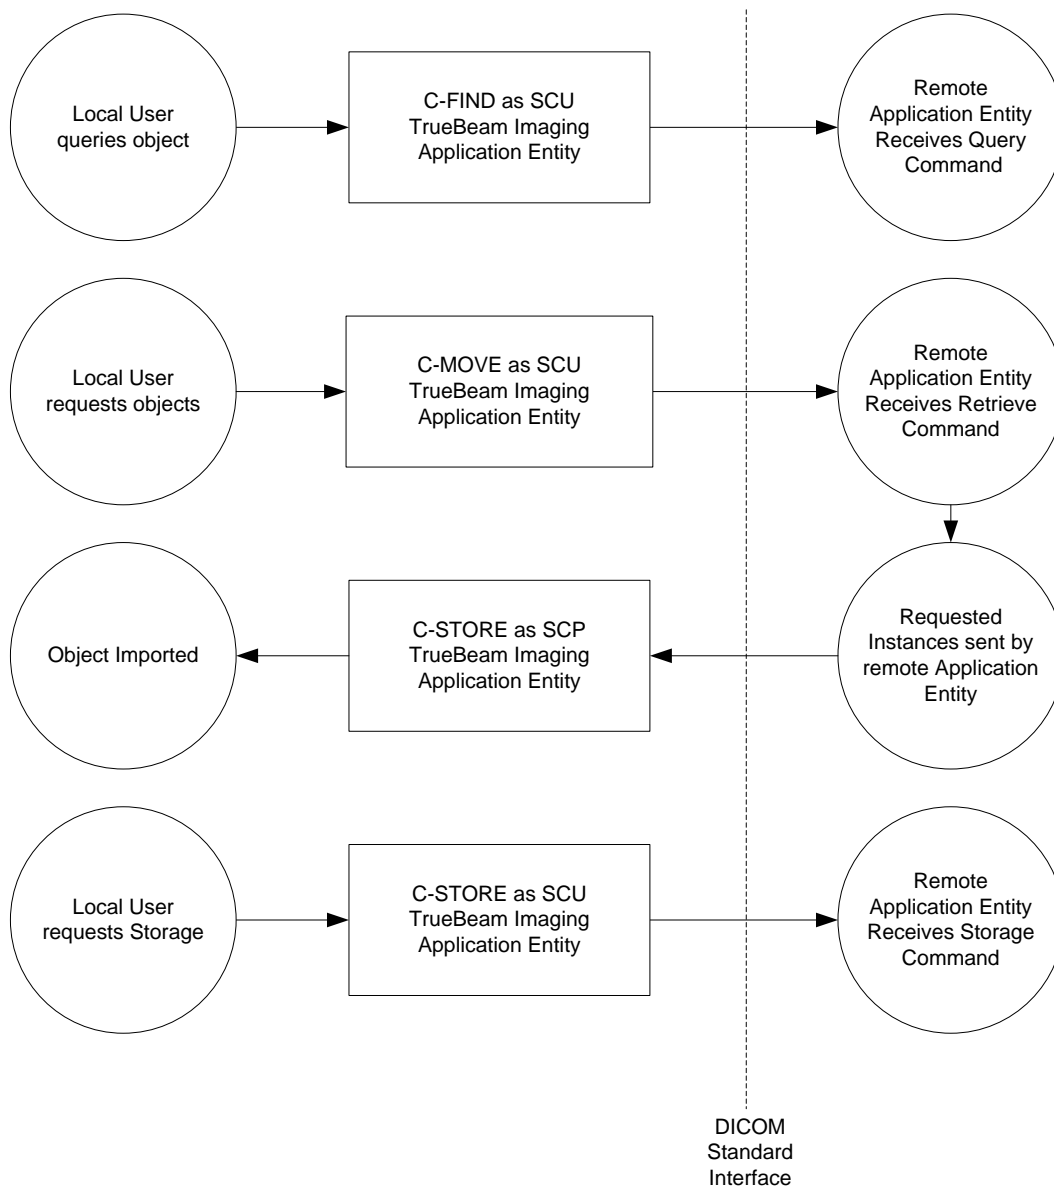 Local User
queries object
C-FIND as SCU
TrueBeam Imaging
Application Entity
Remote
Application Entity
Receives Query
Command
Local User
requests objects
C-MOVE as SCU
TrueBeam Imaging
Application Entity
Remote
Application Entity
Receives Retrieve
Command
Object Imported
C-STORE as SCP
TrueBeam Imaging
Application Entity
Requested
Instances sent by
remote Application
Entity
Local User
requests Storage
C-STORE as SCU
TrueBeam Imaging
Application Entity
Remote
Application Entity
Receives Storage
Command
DICOM
Standard
Interface